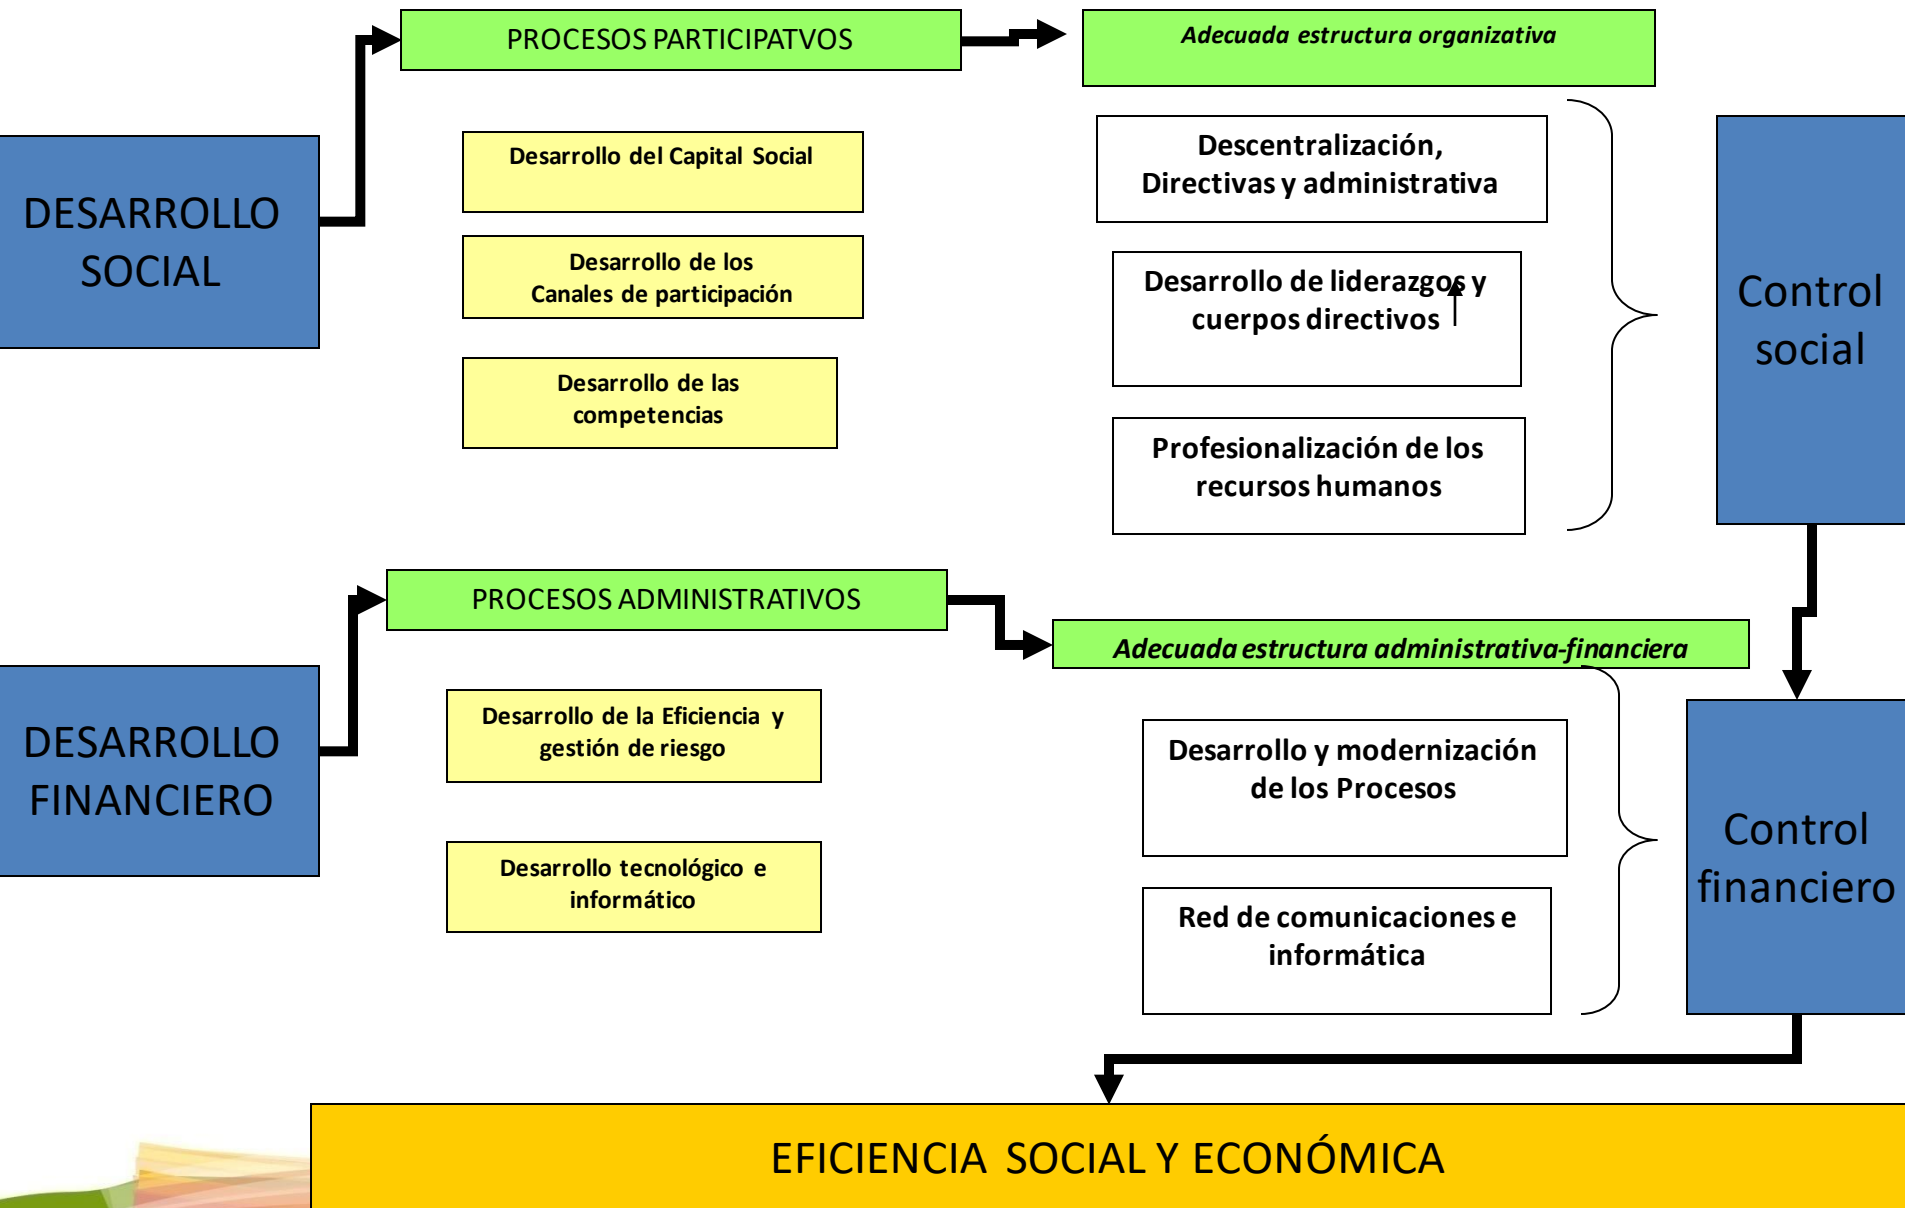 PROCESOS PARTICIPATVOS
Adecuada estructura organizativa
DESARROLLO
SOCIAL
Desarrollo del Capital Social
Desarrollo de los
Canales de participación
Desarrollo de las
competencias
Descentralización,
Directivas y administrativa
Desarrollo de liderazgos y
cuerpos directivos
Profesionalización de los
recursos humanos
Control
social
PROCESOS ADMINISTRATIVOS
Adecuada estructura administrativa-financiera
DESARROLLO
FINANCIERO
Desarrollo de la Eficiencia y
gestión de riesgo
Desarrollo tecnológico e
informático
Desarrollo y modernización
de los Procesos
Red de comunicaciones e
informática
Control
financiero
EFICIENCIA SOCIAL Y ECONÓMICA